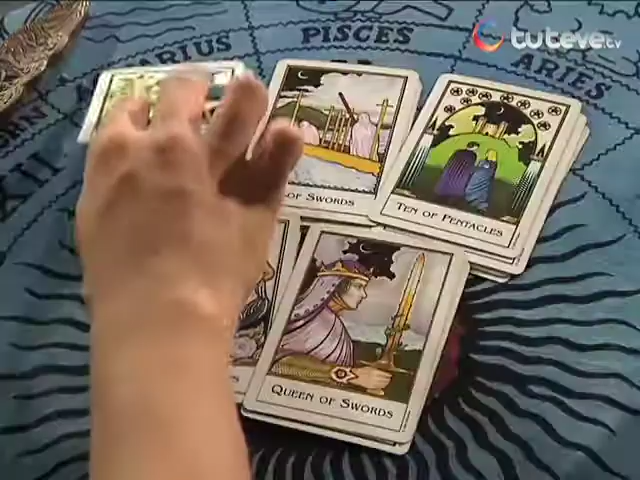 tuteve.tv
PISCES
ARIES
OF SWORDS
TEN OF PENTACLES
QUEEN OF SWORDS